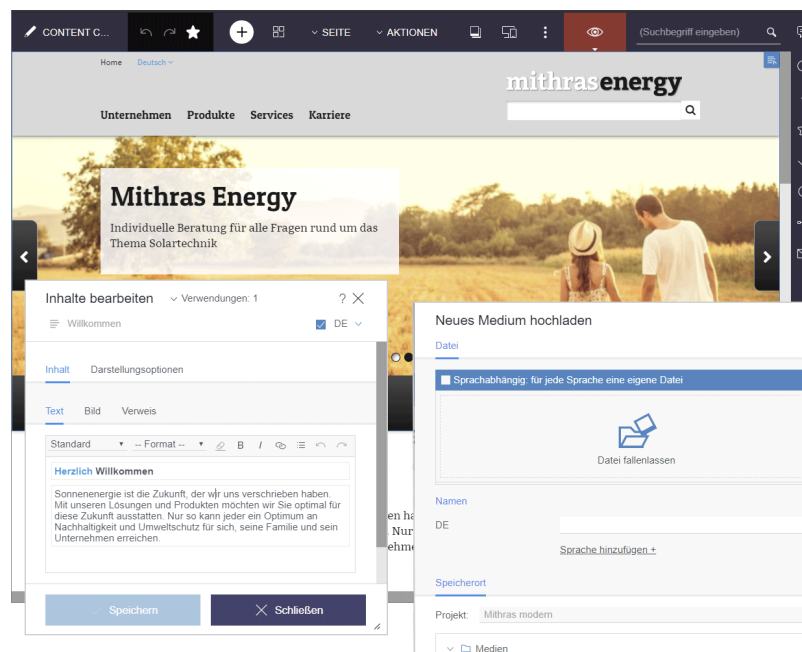 CONTENT C...
SEITE
AKTIONEN
(Suchbegriff eingeben)
Home Deutsch
mithrasenergy
Unternehmen Produkte Services Karriere
Mithras Energy
Individuelle Beratung für alle Fragen rund um das
Thema Solartechnik
Inhalte bearbeiten Verwendungen: 1 ?
Willkommen DE
Inhalt Darstellungsoptionen
Text Bild Verweis
Standard -- Format -- B I
Herzlich Willkommen
Sonnenenergie ist die Zukunft, der wir uns verschrieben haben.
Mit unseren Lösungen und Produkten möchten wir Sie optimal für
diese Zukunft ausstatten. Nur so kann jeder ein Optimum an
Nachhaltigkeit und Umweltschutz für sich, seine Familie und sein
Unternehmen erreichen.
Speichern Schließen
en ha
Nur
ehme
Neues Medium hochladen
Datei
Sprachabhängig: für jede Sprache eine eigene Datei
Datei fallenlassen
Namen
DE
Sprache hinzufügen +
Speicherort
Projekt: Mithras modern
Medien